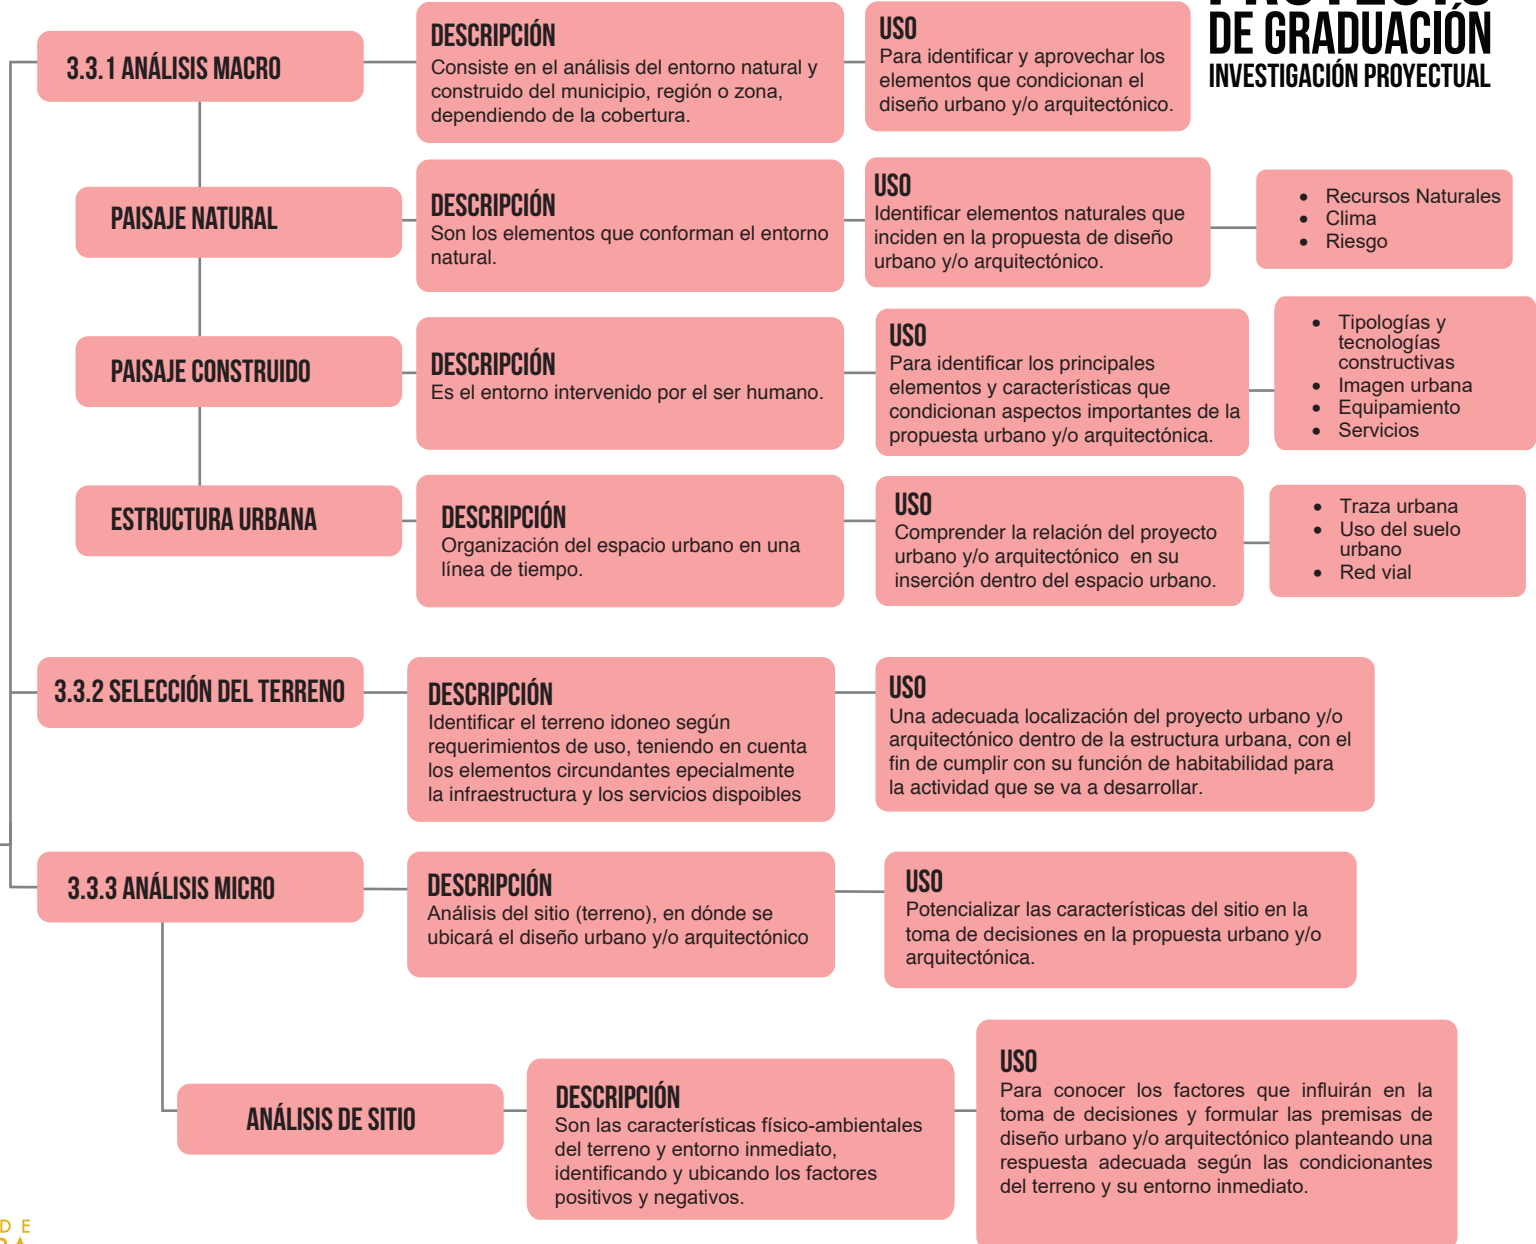 PROYECTO
DE GRADUACIÓN
INVESTIGACIÓN PROYECTUAL
3.3.1 ANÁLISIS MACRO
DESCRIPCIÓN
Consiste en el análisis del entorno natural y
construido del municipio, región o zona,
dependiendo de la cobertura.
USO
Para identificar y aprovechar los
elementos que condicionan el
diseño urbano y/o arquitectónico.
PAISAJE NATURAL
DESCRIPCIÓN
Son los elementos que conforman el entorno
natural.
USO
Identificar elementos naturales que
inciden en la propuesta de diseño
urbano y/o arquitectónico.
• Recursos Naturales
• Clima
• Riesgo
PAISAJE CONSTRUIDO
DESCRIPCIÓN
Es el entorno intervenido por el ser humano.
USO
Para identificar los principales
elementos y características que
condicionan aspectos importantes de la
propuesta urbano y/o arquitectónica.
• Tipologías y
tecnologías
constructivas
• Imagen urbana
• Equipamiento
• Servicios
ESTRUCTURA URBANA
DESCRIPCIÓN
Organización del espacio urbano en una
línea de tiempo.
USO
Comprender la relación del proyecto
urbano y/o arquitectónico en su
inserción dentro del espacio urbano.
• Traza urbana
• Uso del suelo
urbano
• Red vial
3.3.2 SELECCIÓN DEL TERRENO
DESCRIPCIÓN
Identificar el terreno idoneo según
requerimientos de uso, teniendo en cuenta
los elementos circundantes epecialmente
la infraestructura y los servicios dispoibles
USO
Una adecuada localización del proyecto urbano y/o
arquitectónico dentro de la estructura urbana, con el
fin de cumplir con su función de habitabilidad para
la actividad que se va a desarrollar.
3.3.3 ANÁLISIS MICRO
DESCRIPCIÓN
Análisis del sitio (terreno), en dónde se
ubicará el diseño urbano y/o arquitectónico
USO
Potencializar las características del sitio en la
toma de decisiones en la propuesta urbano y/o
arquitectónica.
ANÁLISIS DE SITIO
DESCRIPCIÓN
Son las características físico-ambientales
del terreno y entorno inmediato,
identificando y ubicando los factores
positivos y negativos.
USO
Para conocer los factores que influirán en la
toma de decisiones y formular las premisas de
diseño urbano y/o arquitectónico planteando una
respuesta adecuada según las condicionantes
del terreno y su entorno inmediato.
DE